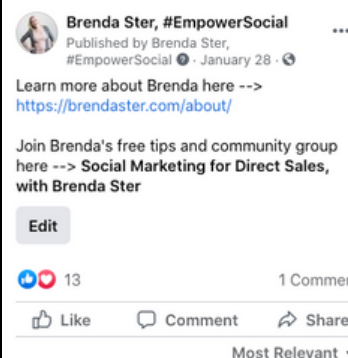 Brenda Ster, #EmpowerSocial
Published by Brenda Ster,
#EmpowerSocial · January 28 ·
Learn more about Brenda here -->
https://brendaster.com/about/
Join Brenda's free tips and community group
here --> Social Marketing for Direct Sales,
with Brenda Ster
Edit
13 1 Commen
Like Comment Share
Most Relevant